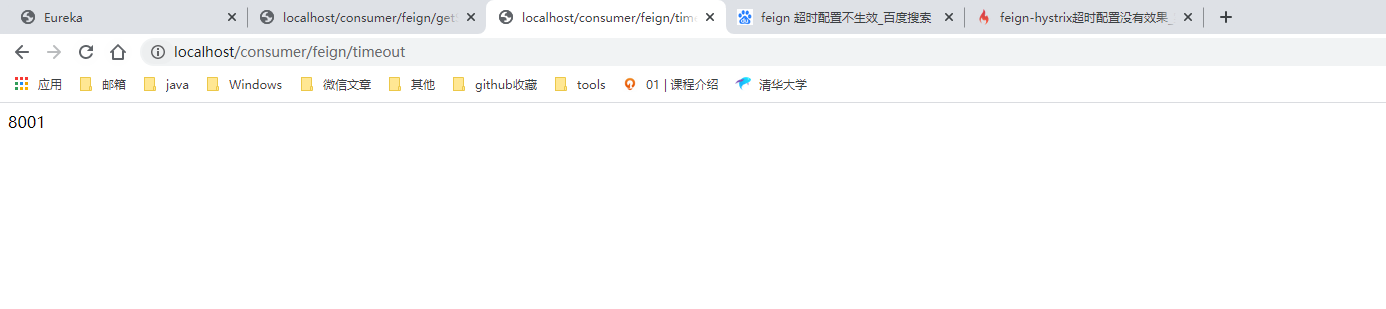 Eureka
localhost/consumer/feign/get
localhost/consumer/feign/time
feign 超时配置不生效_百度搜索
feign-hystrix超时配置没有效果_
localhost/consumer/feign/timeout
应用 邮箱 java Windows 微信文章 其他 github收藏 tools 01 | 课程介绍 清华大学
8001